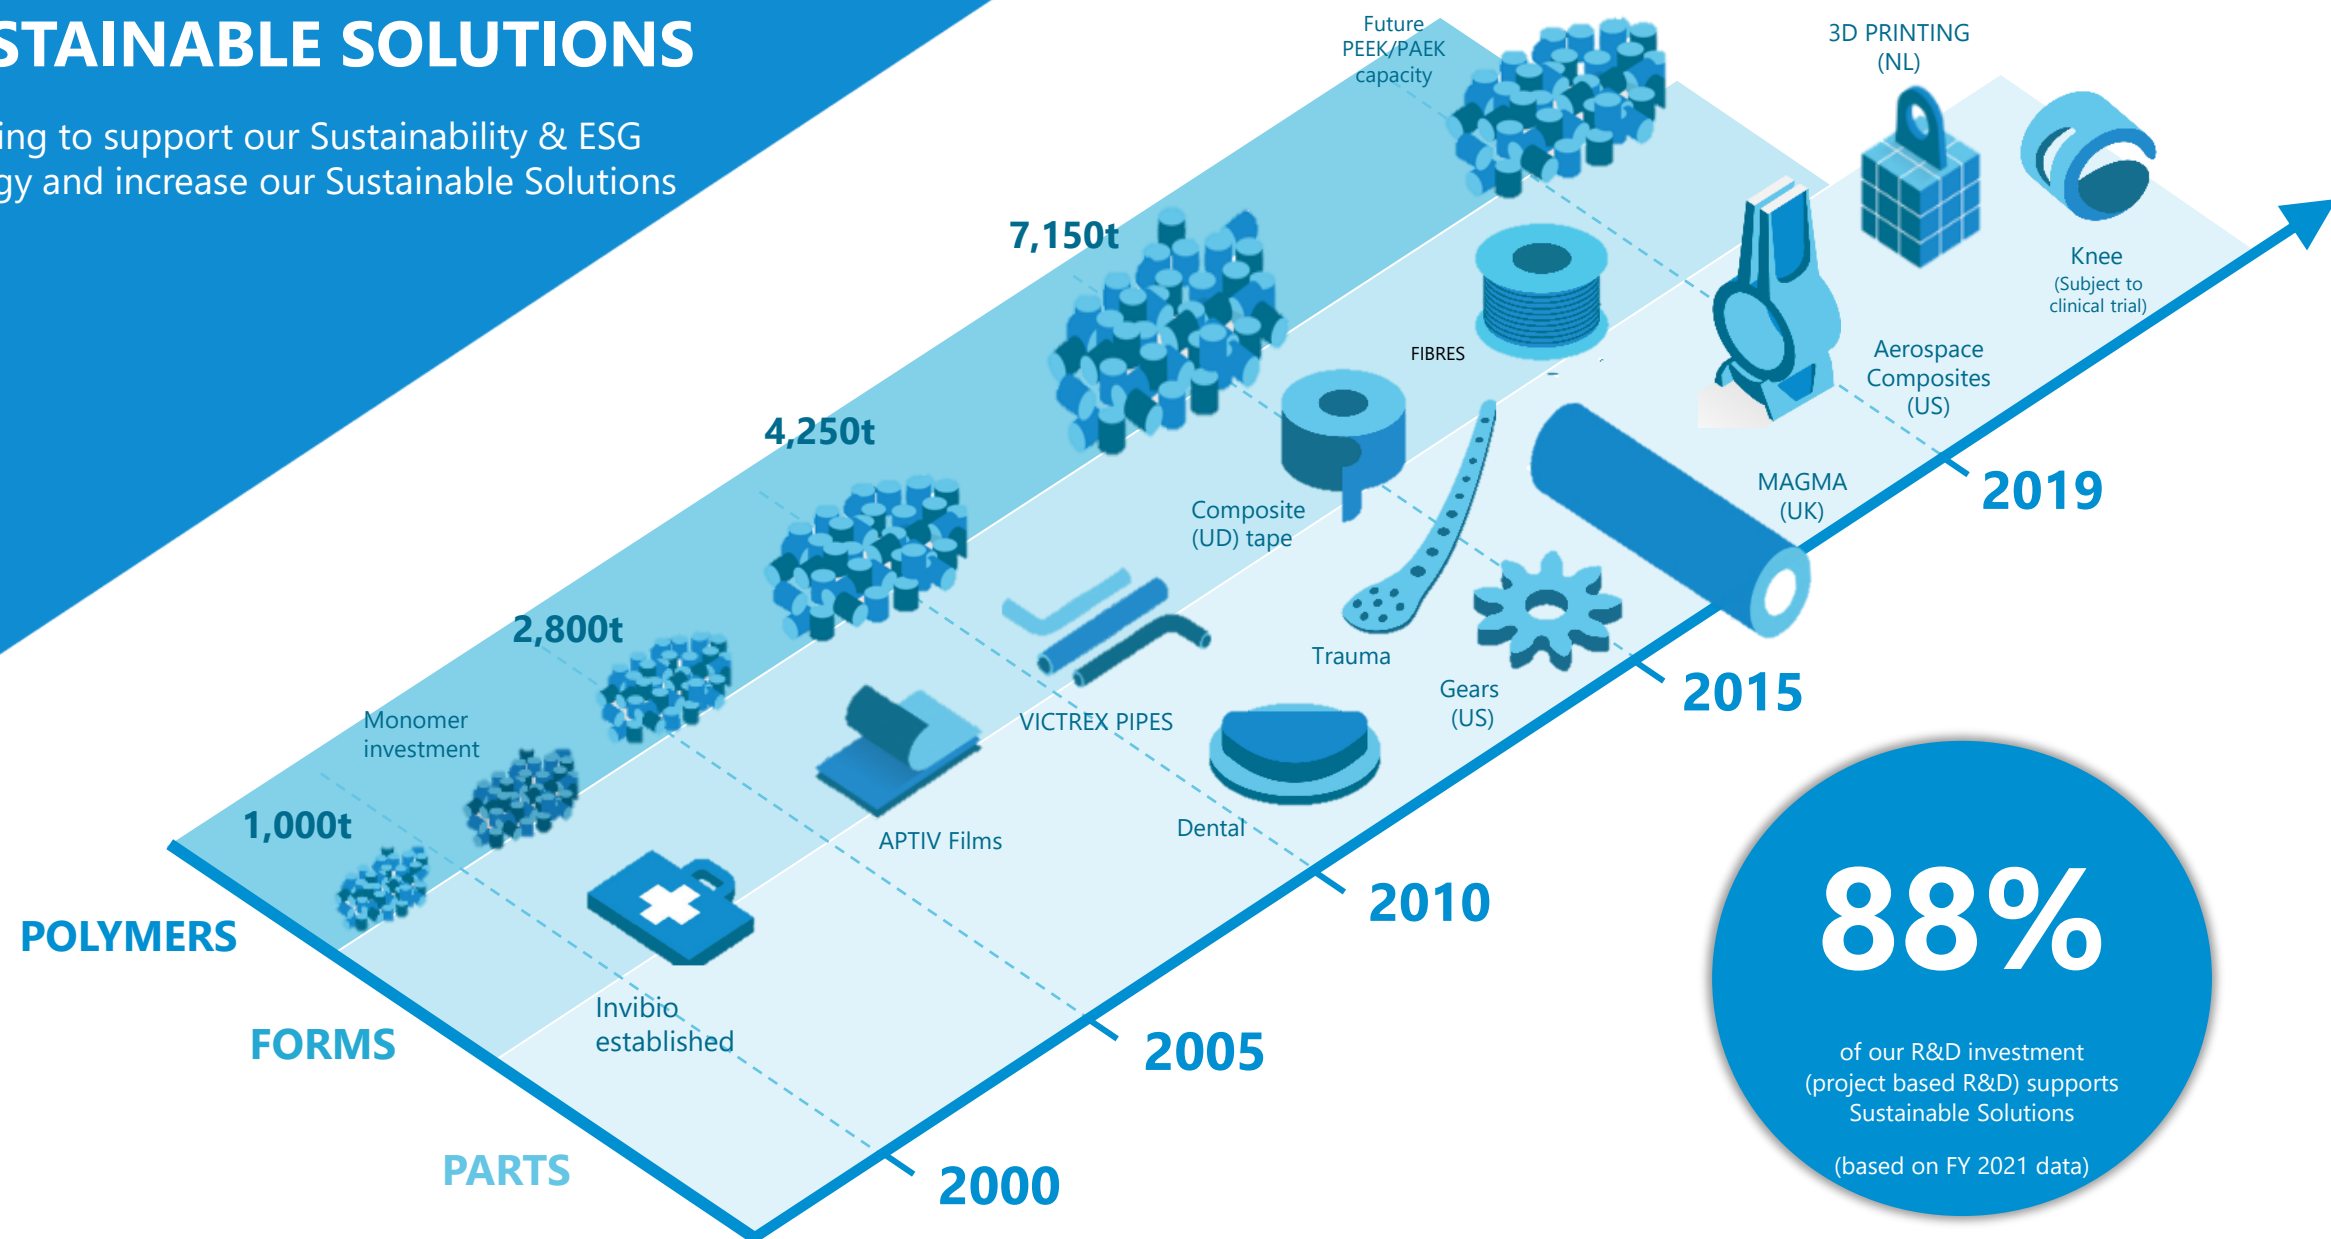 STAINABLE SOLUTIONS
ing to support our Sustainability & ESG
gy and increase our Sustainable Solutions
Future
PEEK/PAEK
capacity
3D PRINTING
(NL)
7,150t
Knee
(Subject to
clinical trial)
FIBRES
Aerospace
Composites
(US)
4,250t
MAGMA
(UK)
2019
Composite
(UD) tape
2,800t
Trauma
Gears
(US)
2015
Monomer
investment
VICTREX PIPES
1,000t
APTIV Films
Dental
2010
POLYMERS
Invibio
established
FORMS
2005
PARTS
2000
88%
of our R&D investment
(project based R&D) supports
Sustainable Solutions
(based on FY 2021 data)